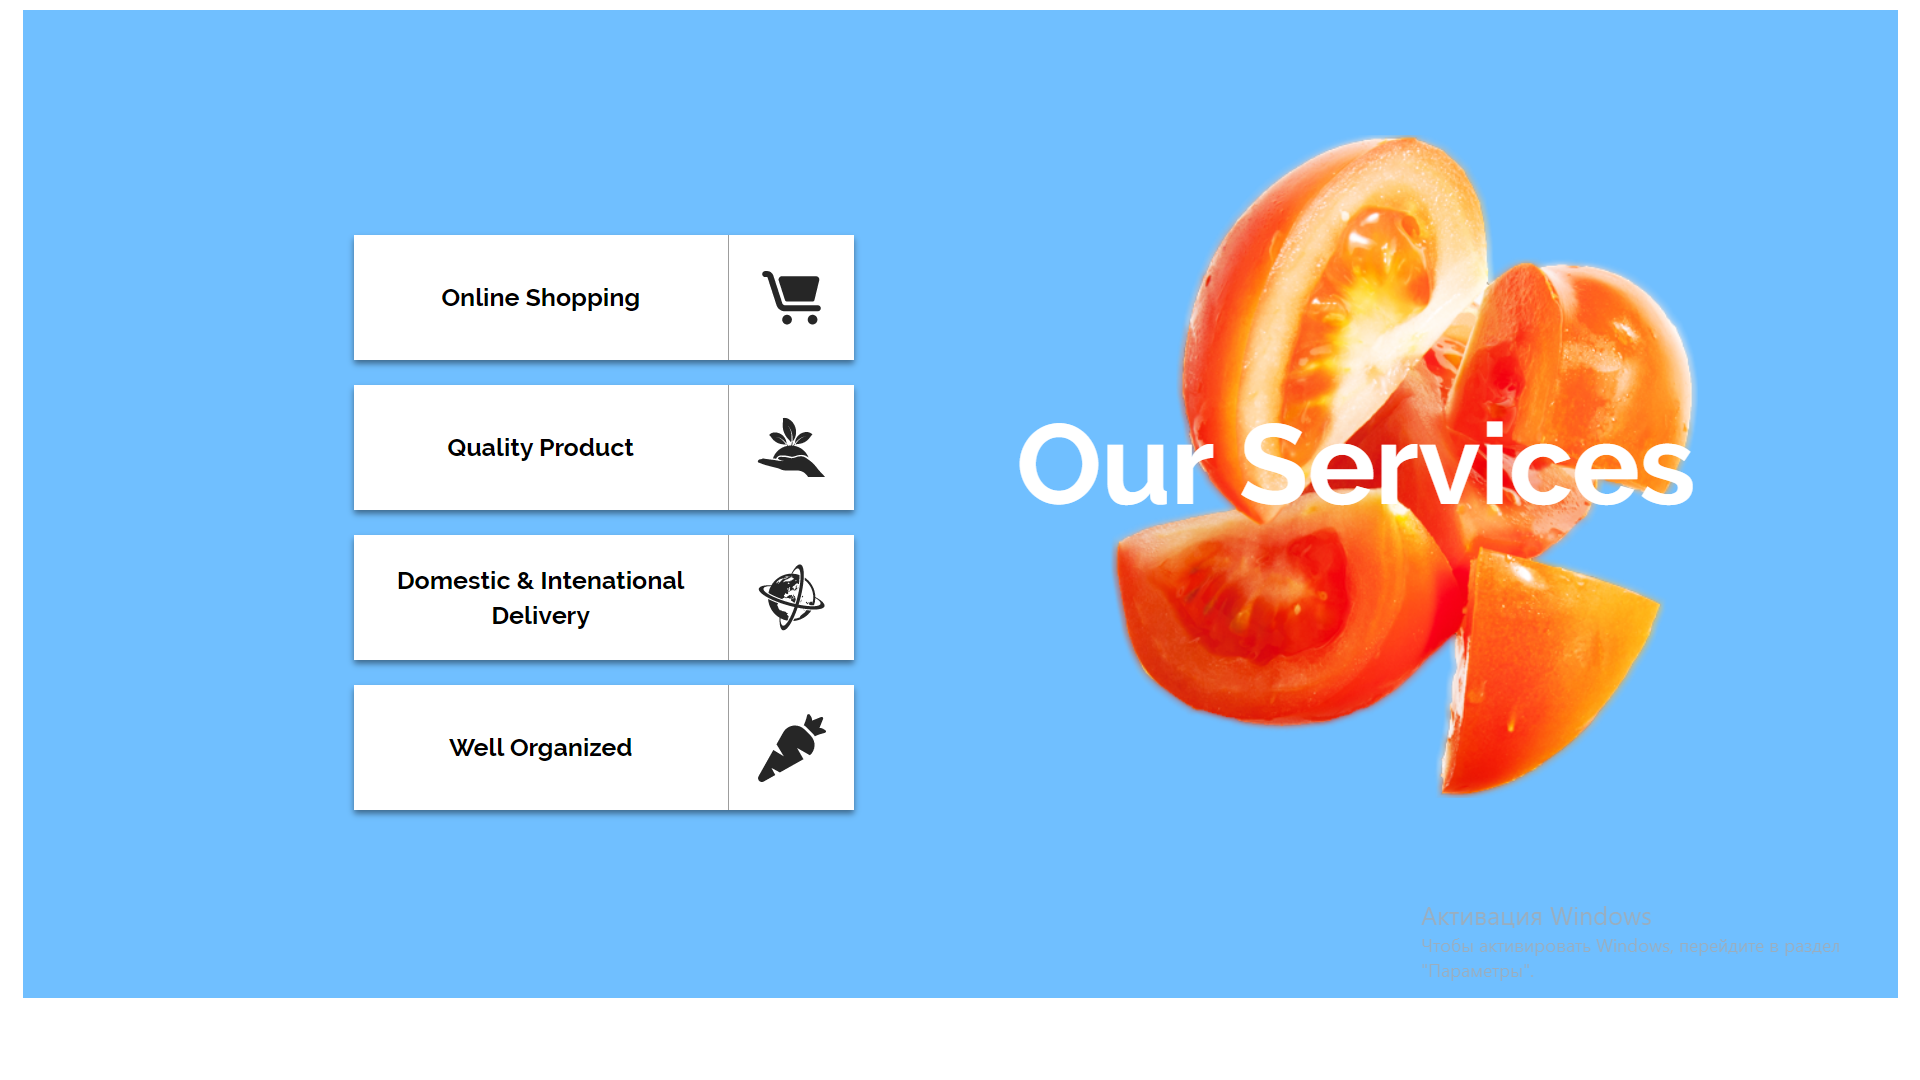 Online Shopping
Quality Product
Domestic & Intenational
Delivery
Well Organized
Our Services
Активация Windows
Чтобы активировать Windows, перейдите в раздел
"Параметры".